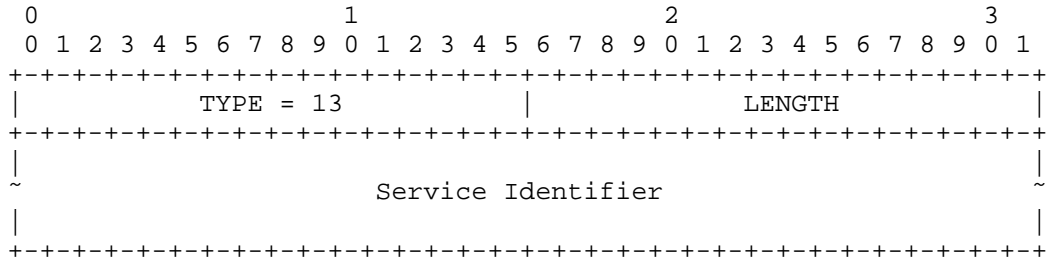 0                   1                   2                   3
 0 1 2 3 4 5 6 7 8 9 0 1 2 3 4 5 6 7 8 9 0 1 2 3 4 5 6 7 8 9 0 1
+-+-+-+-+-+-+-+-+-+-+-+-+-+-+-+-+-+-+-+-+-+-+-+-+-+-+-+-+-+-+-+-+
|           TYPE = 13           |             LENGTH            |
+-+-+-+-+-+-+-+-+-+-+-+-+-+-+-+-+-+-+-+-+-+-+-+-+-+-+-+-+-+-+-+-+
|                                                               |
~                      Service Identifier                       ~
|                                                               |
+-+-+-+-+-+-+-+-+-+-+-+-+-+-+-+-+-+-+-+-+-+-+-+-+-+-+-+-+-+-+-+-+